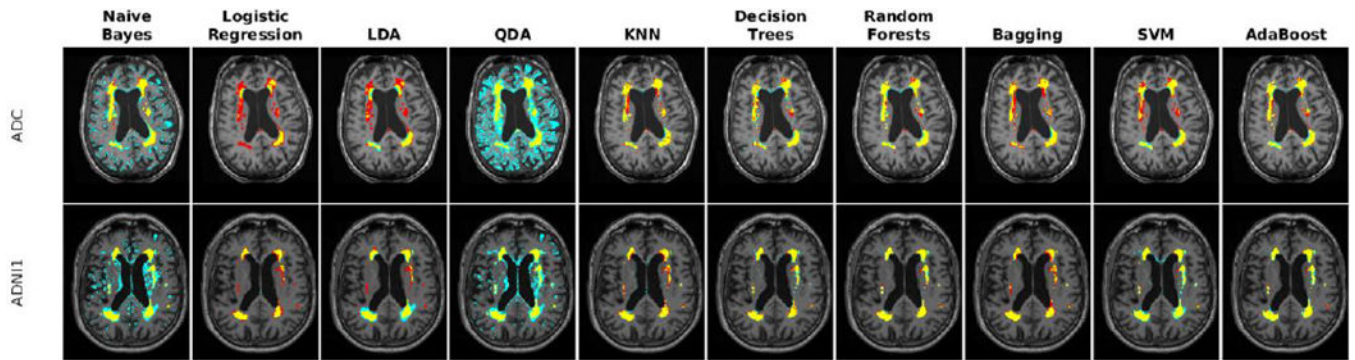 Naive
Bayes
Logistic
Regression
LDA
QDA
KNN
Decision
Trees
Random
Forests
Bagging
SVM
AdaBoost
ADC
ADNI1